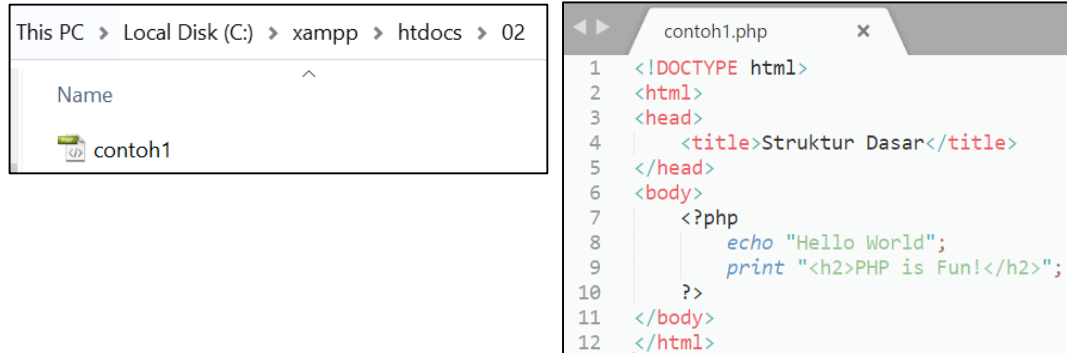 This PC > Local Disk (C:) > xampp > htdocs > 02
Name
contoh1
contoh1.php ×
1 <!DOCTYPE html>
2 <html>
3 <head>
4     <title>Struktur Dasar</title>
5 </head>
6 <body>
7     <?php
8         echo "Hello World";
9         print "<h2>PHP is Fun!</h2>";
10     ?>
11 </body>
12 </html>